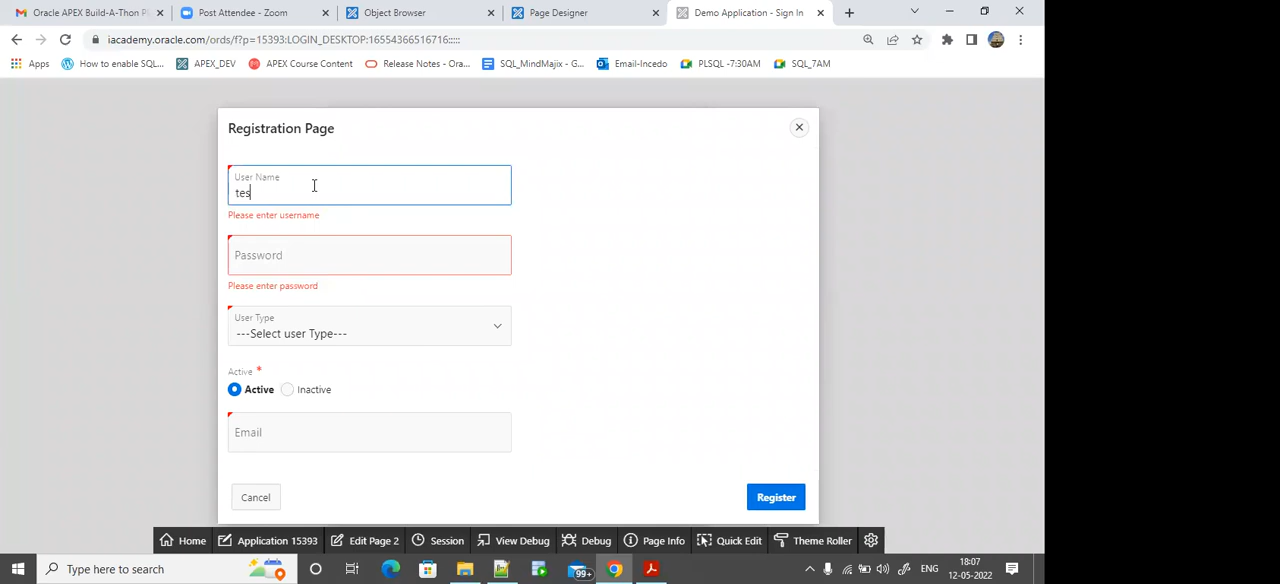 Oracle APEX Build-A-Thon P
Post Attendee - Zoom
Object Browser
Page Designer
Demo Application - Sign In
iacademy.oracle.com/ords/f?p=15393:LOGIN_DESKTOP:16554366516716:::::
Apps
How to enable SQL...
APEX_DEV
APEX Course Content
Release Notes - Ora...
SQL_MindMajix - G...
Email-Incedo
PLSQL -7:30AM
SQL_7AM
Registration Page
User Name
tes
Please enter username
Password
Please enter password
User Type
---Select user Type---
Active *
Active
Inactive
Email
Cancel
Register
Home
Application 15393
Edit Page 2
Session
View Debug
Debug
Page Info
Quick Edit
Theme Roller
Type here to search
99+
ENG
18:07
12-05-2022